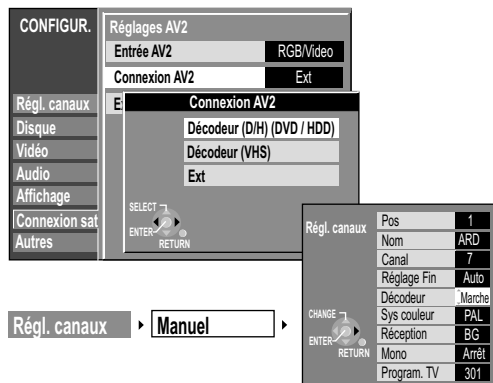 CONFIGUR.
Réglages AV2
Entrée AV2 RGB/Video
Connexion AV2 Ext
Régl. canaux
Disque
Vidéo
Audio
Affichage
Connexion sat
Autres
E
Connexion AV2
Décodeur (D/H) (DVD / HDD)
Décodeur (VHS)
Ext
SELECT
ENTER
RETURN
Régl. canaux
Pos 1
Nom ARD
Canal 7
Réglage Fin Auto
Décodeur Marche
Sys couleur PAL
Réception BG
Mono Arrêt
Program. TV 301
CHANGE
ENTER
RETURN
Régl. canaux Manuel